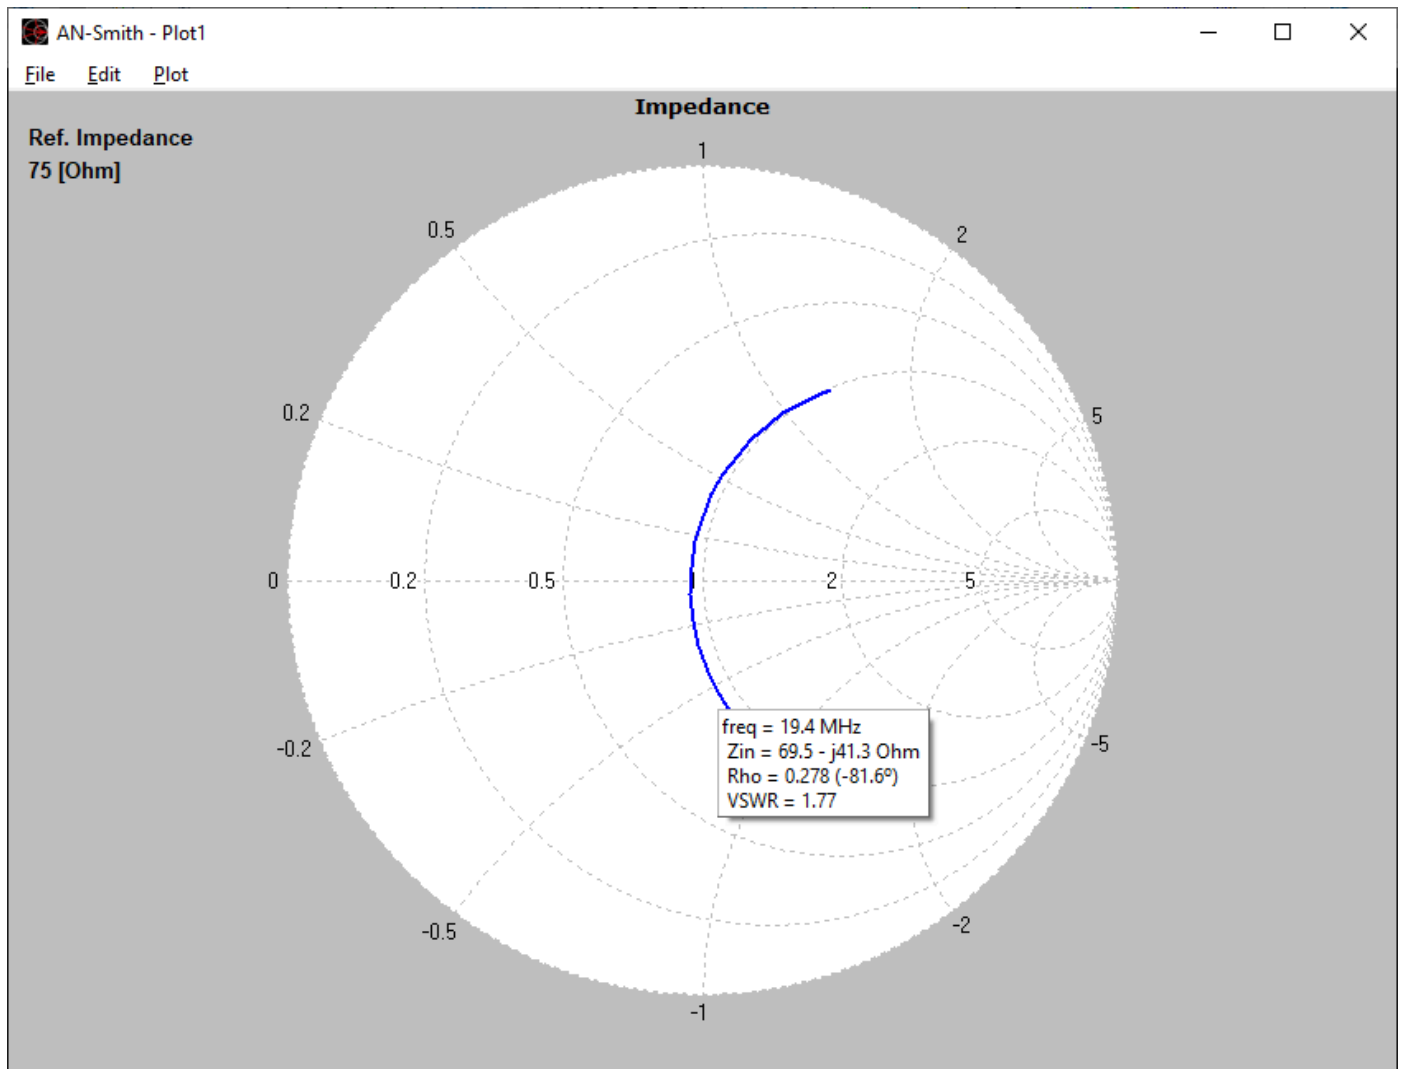 AN-Smith - Plot1
File Edit Plot
Impedance
Ref. Impedance
75 [Ohm]
1
0.5
2
0.2
5
0 0.2 0.5 2 5
freq = 19.4 MHz
Zin = 69.5 - j41.3 Ohm
Rho = 0.278 (-81.6º)
VSWR = 1.77
-0.2
-5
-0.5
-2
-1